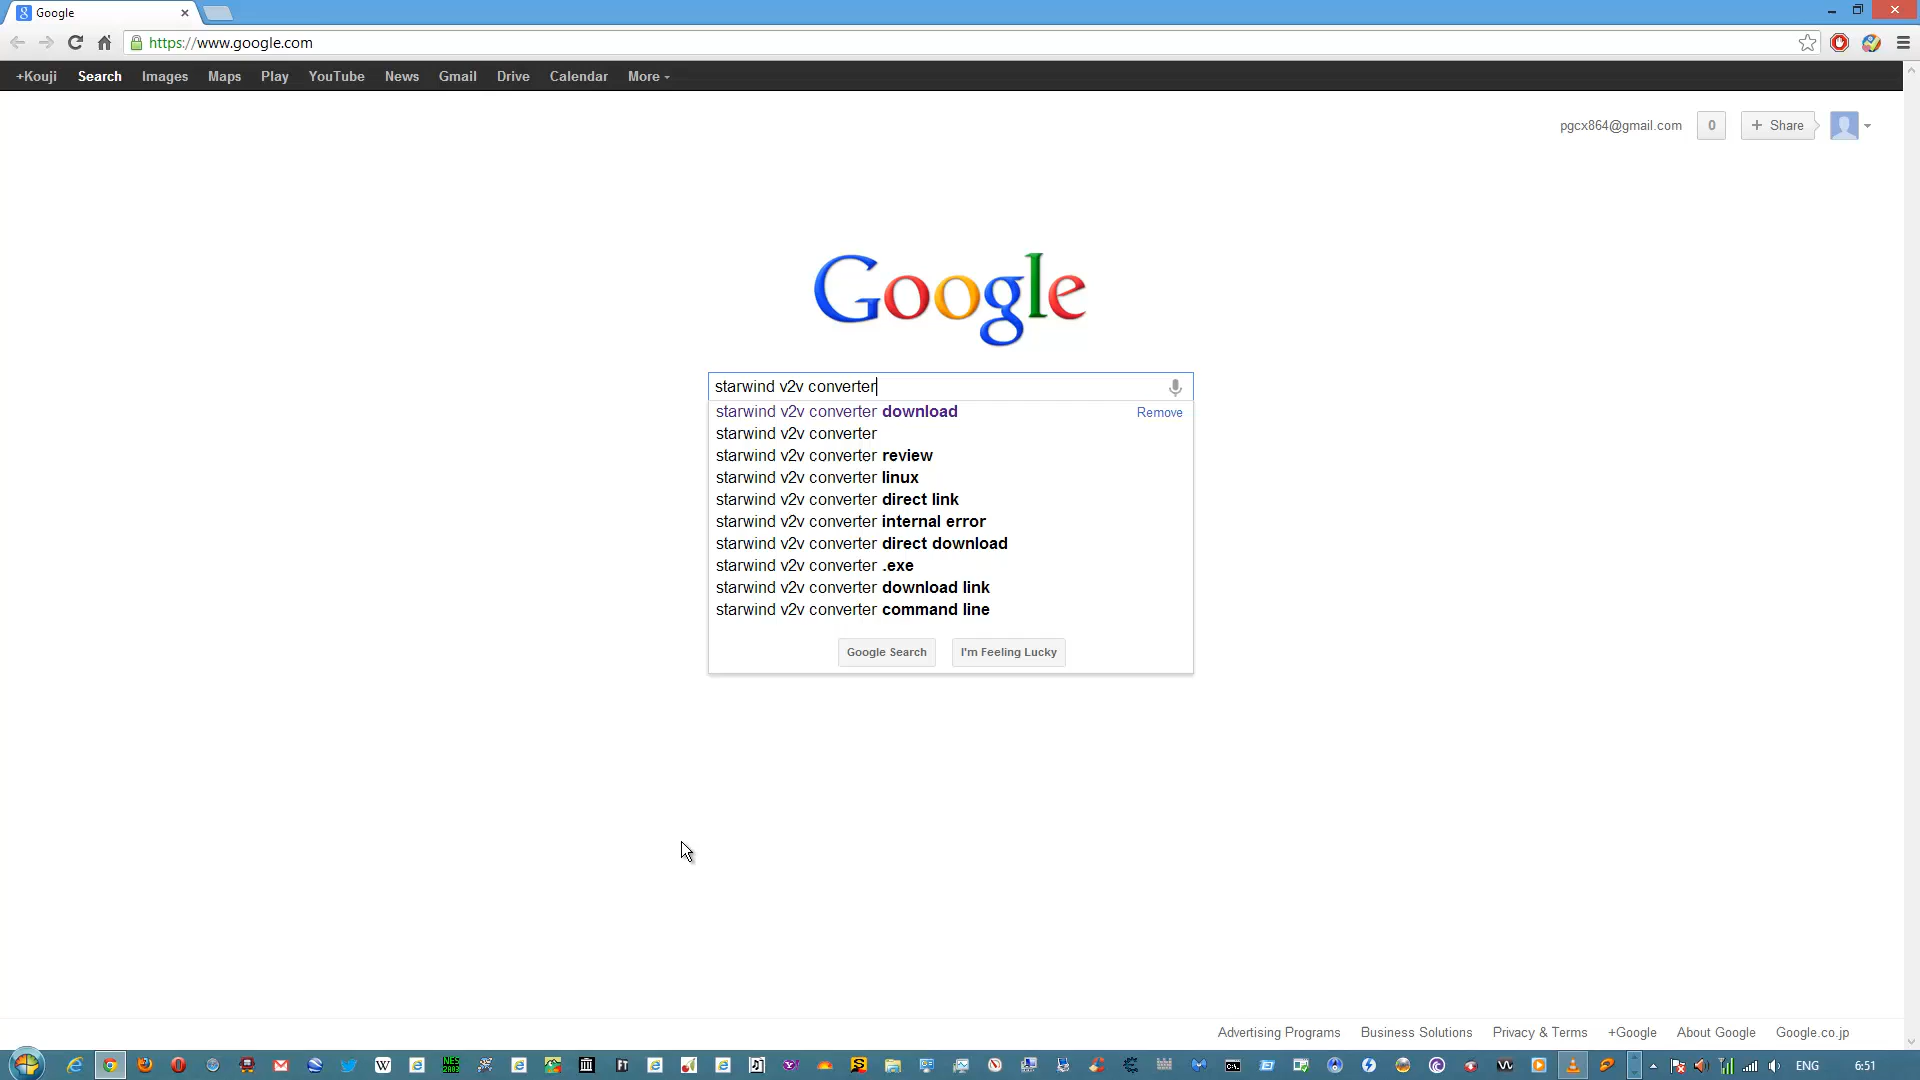 Google
https://www.google.com
+Kouji Search Images Maps Play YouTube News Gmail Drive Calendar More
pgcx864@gmail.com 0 + Share
Google
starwind v2v converter
starwind v2v converter download Remove
starwind v2v converter
starwind v2v converter review
starwind v2v converter linux
starwind v2v converter direct link
starwind v2v converter internal error
starwind v2v converter direct download
starwind v2v converter .exe
starwind v2v converter download link
starwind v2v converter command line
Google Search I'm Feeling Lucky
Advertising Programs Business Solutions Privacy & Terms +Google About Google Google.co.jp
ENG 6:51